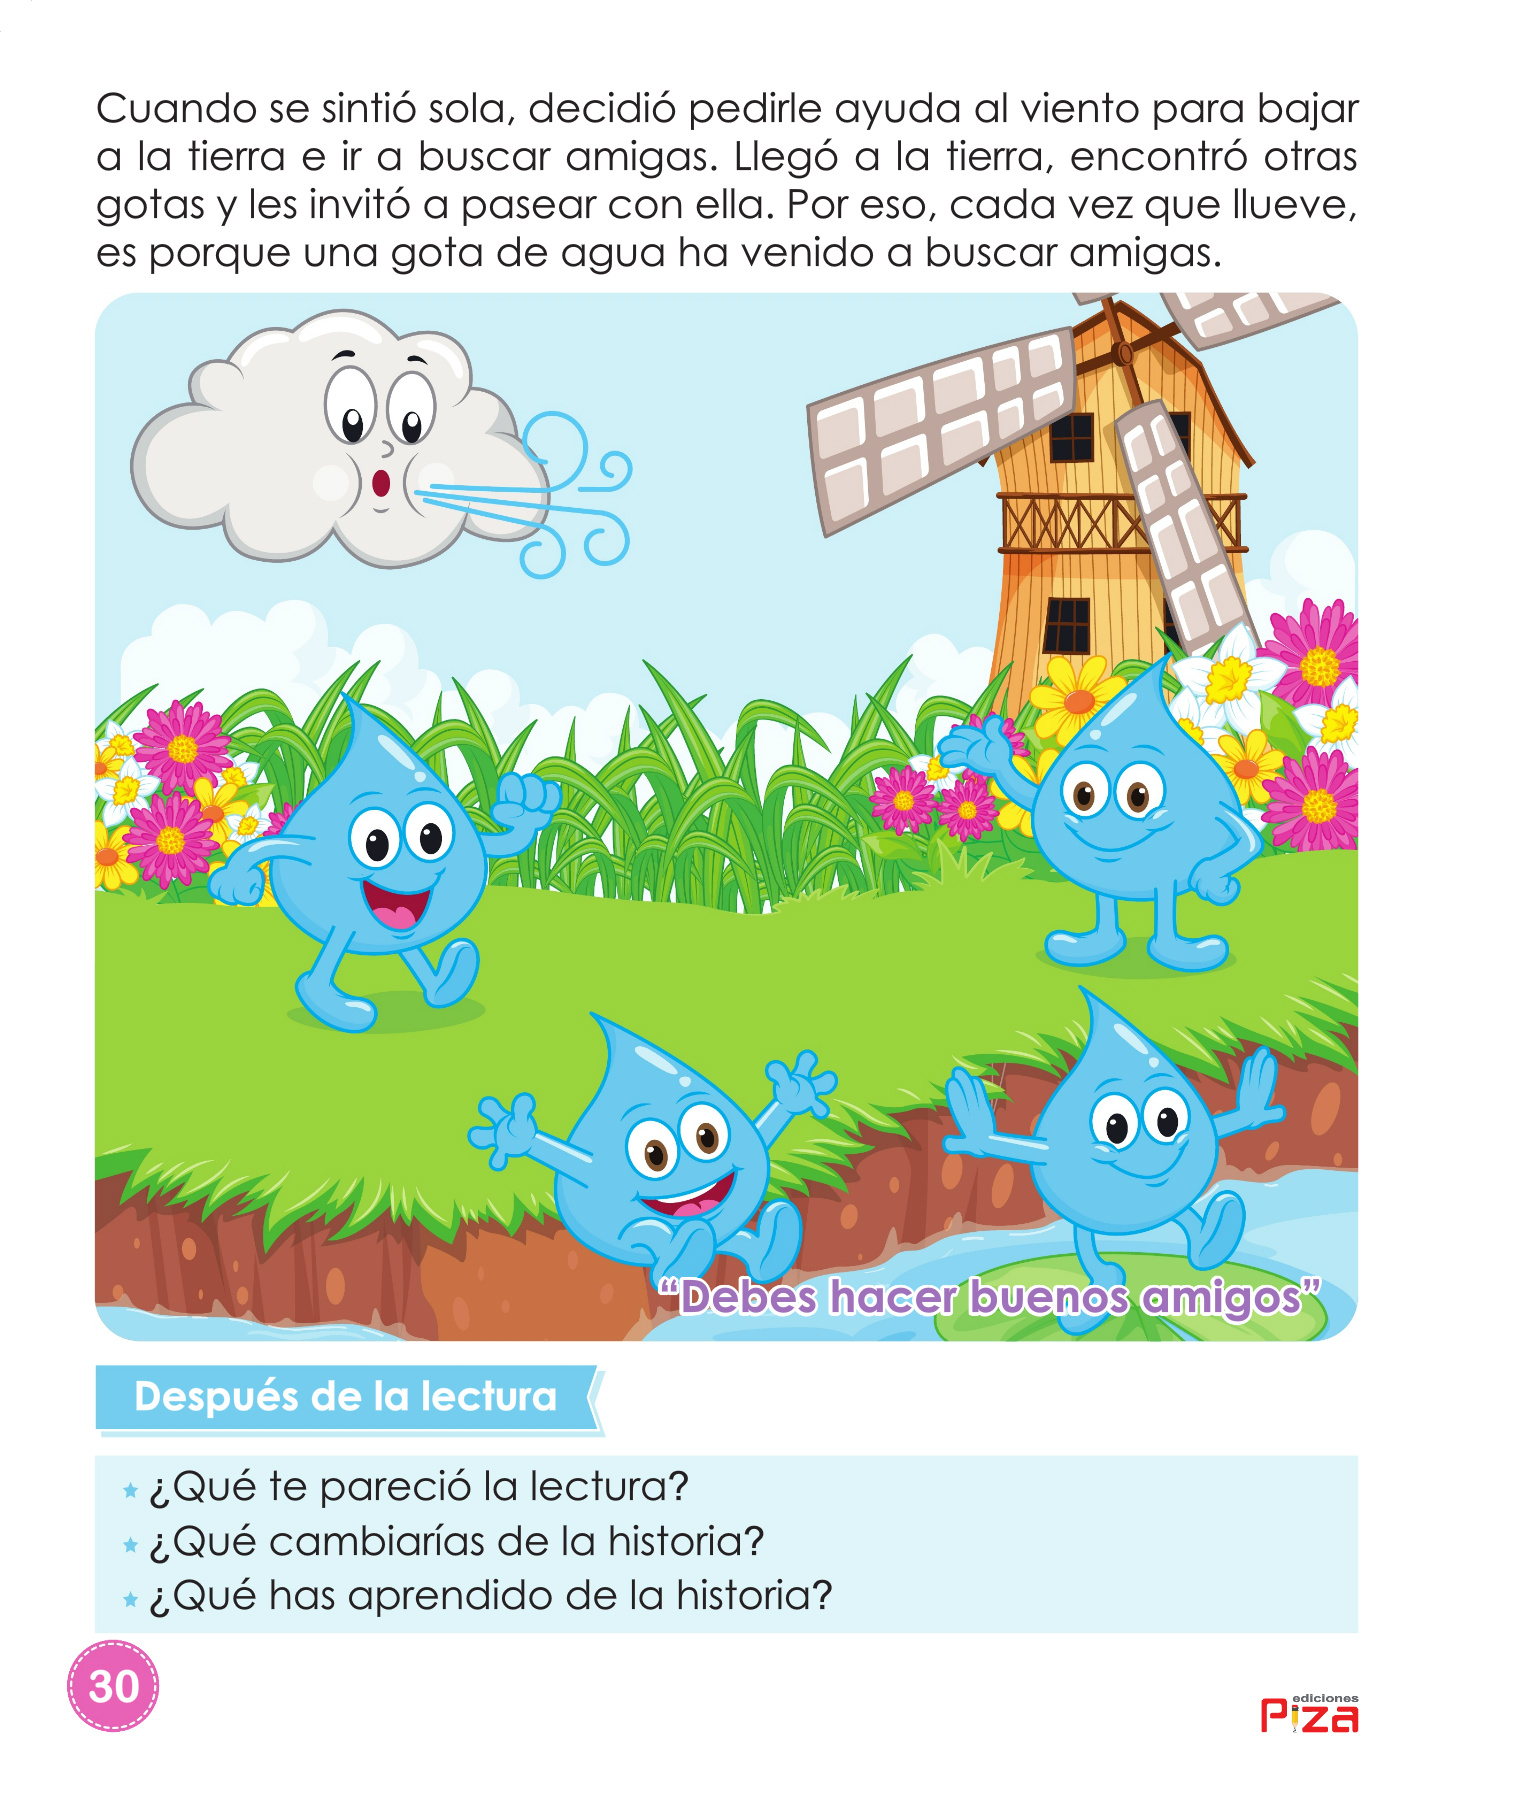 Cuando se sintió sola, decidió pedirle ayuda al viento para bajar
a la tierra e ir a buscar amigas. Llegó a la tierra, encontró otras
gotas y les invitó a pasear con ella. Por eso, cada vez que llueve,
es porque una gota de agua ha venido a buscar amigas.
“Debes hacer buenos amigos”
Después de la lectura
¿Qué te pareció la lectura?
¿Qué cambiarías de la historia?
¿Qué has aprendido de la historia?
30
ediciones
Piza